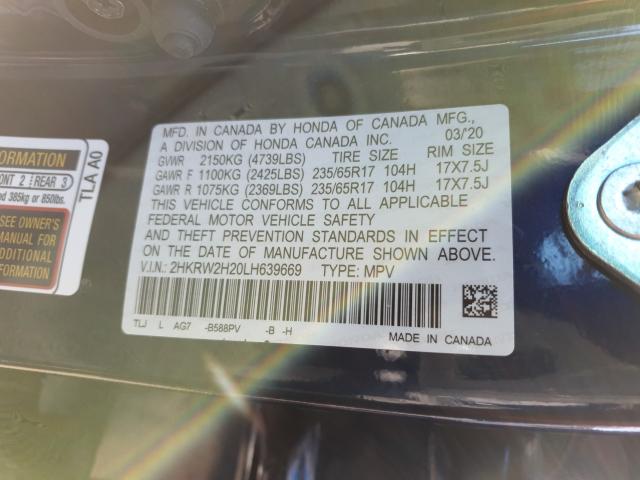 MFD. IN CANADA BY HONDA OF CANADA MFG.,
A DIVISION OF HONDA CANADA INC. 03/'20
GVWR 2150KG (4739LBS) TIRE SIZE RIM SIZE
GAWR F 1100KG (2425LBS) 235/65R17 104H 17X7.5J
GAWR R 1075KG (2369LBS) 235/65R17 104H 17X7.5J
THIS VEHICLE CONFORMS TO ALL APPLICABLE
FEDERAL MOTOR VEHICLE SAFETY
AND THEFT PREVENTION STANDARDS IN EFFECT
ON THE DATE OF MANUFACTURE SHOWN ABOVE.
V.I.N.: 2HKRW2H20LH639669 TYPE: MPV
TLJ L AG7 -B588PV -B -H
MADE IN CANADA
ORMATION
ONT 2 REAR 3
ed 385kg or 850lbs.
SEE OWNER'S
MANUAL FOR
ADDITIONAL
FORMATION
TLA A0